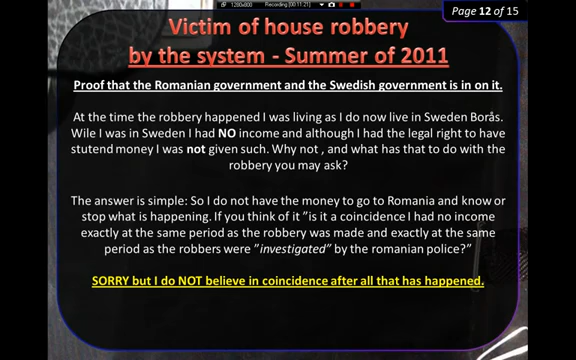 1280x800
Recording [00:11:21]
Page 12 of 15
Victim of house robbery
by the system - Summer of 2011
Proof that the Romanian government and the Swedish government is in on it.
At the time the robbery happened I was living as I do now live in Sweden Borås.
Wile I was in Sweden I had NO income and although I had the legal right to have
stutend money I was not given such. Why not , and what has that to do with the
robbery you may ask?
The answer is simple: So I do not have the money to go to Romania and know or
stop what is happening. If you think of it ”is it a coincidence I had no income
exactly at the same period as the robbery was made and exactly at the same
period as the robbers were ”investigated” by the romanian police?”
SORRY but I do NOT believe in coincidence after all that has happened.